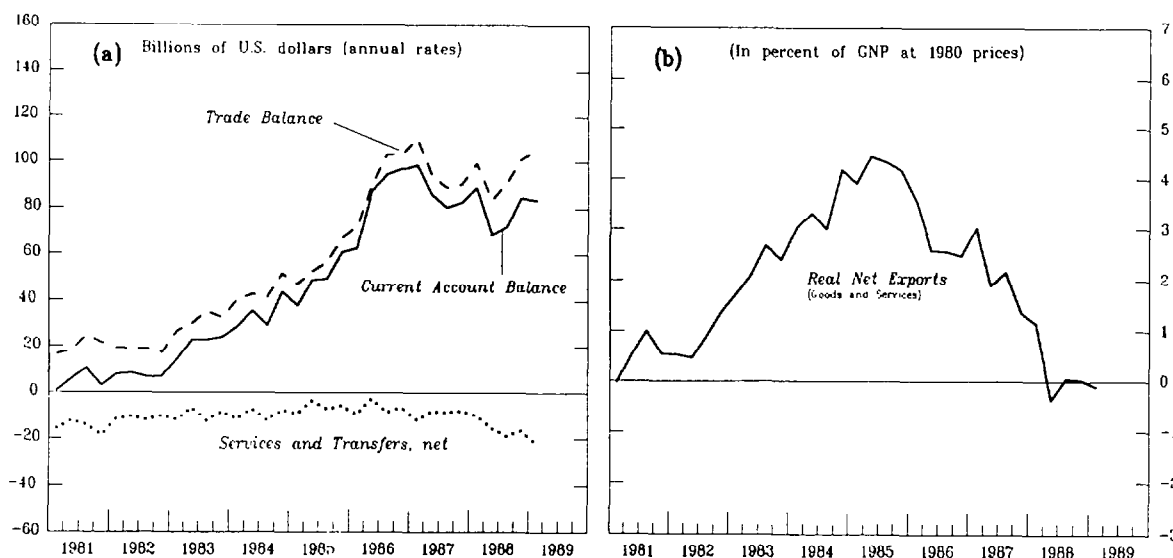 (a) Billions of U.S. dollars (annual rates)
160
140
120
100
80
60
40
20
0
-20
-40
-60
Trade Balance
Current Account Balance
Services and Transfers, net
1981 1982 1983 1984 1985 1986 1987 1988 1989
(b) (In percent of GNP at 1980 prices)
7
6
5
4
3
2
1
0
-1
-2
Real Net Exports
(Goods and Services)
1981 1982 1983 1984 1985 1986 1987 1988 1989